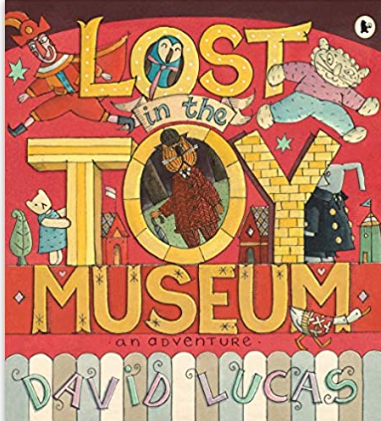 LOST
in the
TOY
MUSEUM
·an aDVENTURE·
DAViD LUCAS